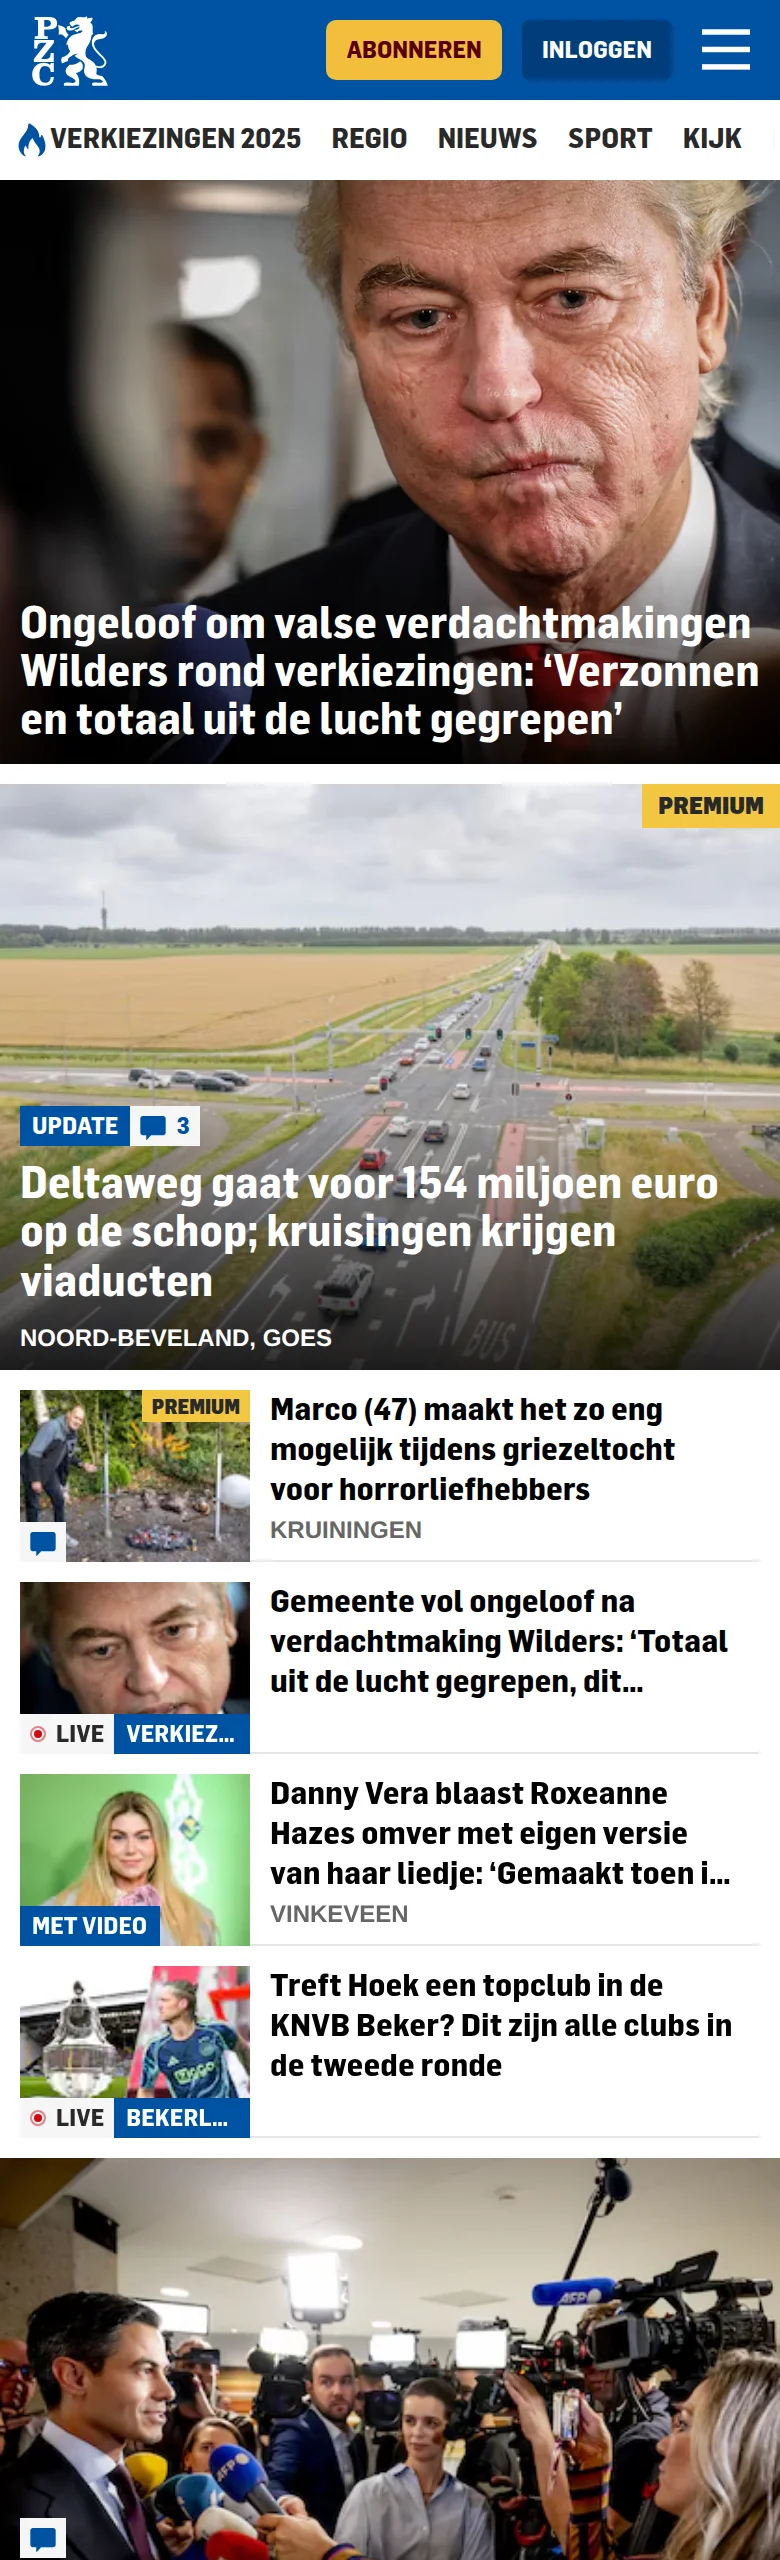 PZC
ABONNEREN
INLOGGEN
VERKIEZINGEN 2025
REGIO
NIEUWS
SPORT
KIJK
Ongeloof om valse verdachtmakingen
Wilders rond verkiezingen: ‘Verzonnen
en totaal uit de lucht gegrepen’
PREMIUM
UPDATE
3
Deltaweg gaat voor 154 miljoen euro
op de schop; kruisingen krijgen
viaducten
BUS
NOORD-BEVELAND, GOES
PREMIUM
Marco (47) maakt het zo eng
mogelijk tijdens griezeltocht
voor horrorliefhebbers
KRUININGEN
Gemeente vol ongeloof na
verdachtmaking Wilders: ‘Totaal
uit de lucht gegrepen, dit...
LIVE
VERKIEZ...
Danny Vera blaast Roxeanne
Hazes omver met eigen versie
van haar liedje: ‘Gemaakt toen i...
VINKEVEEN
MET VIDEO
Treft Hoek een topclub in de
KNVB Beker? Dit zijn alle clubs in
de tweede ronde
ZIGGO
LIVE
BEKERL...
AFP
AFP